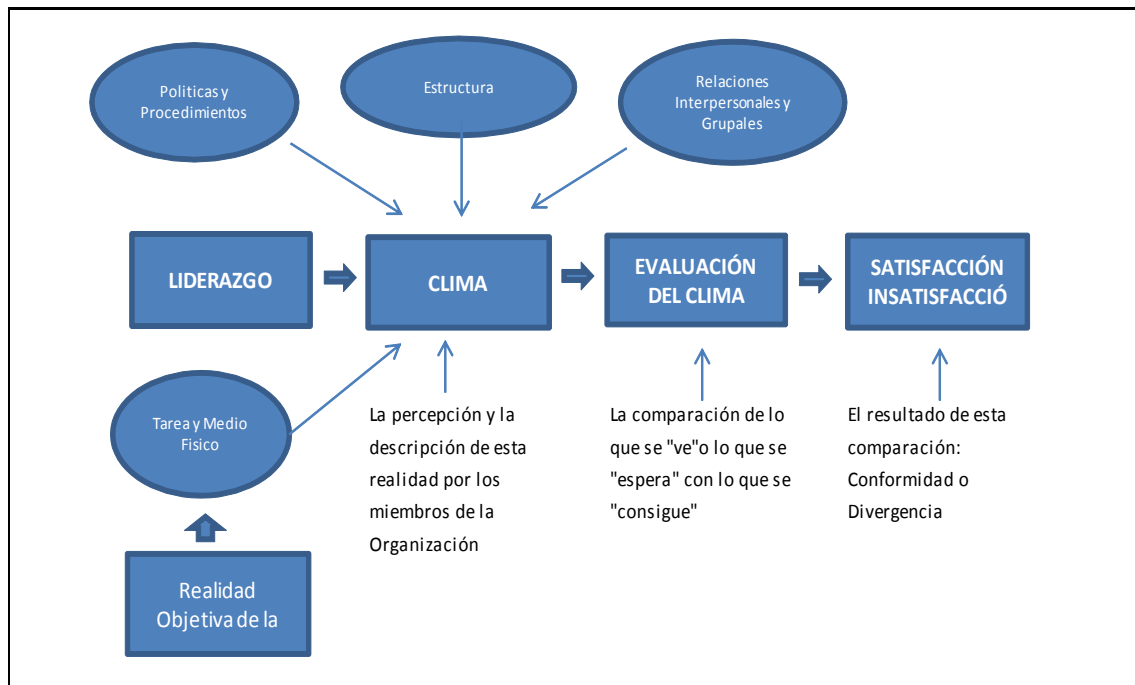 Politicas y
Procedimientos
Estructura
Relaciones
Interpersonales y
Grupales
LIDERAZGO
CLIMA
EVALUACIÓN
DEL CLIMA
SATISFACCIÓN
INSATISFACCIÓ
Tarea y Medio
Fisico
La percepción y la
descripción de esta
realidad por los
miembros de la
Organización
La comparación de lo
que se "ve"o lo que se
"espera" con lo que se
"consigue"
El resultado de esta
comparación:
Conformidad o
Divergencia
Realidad
Objetiva de la